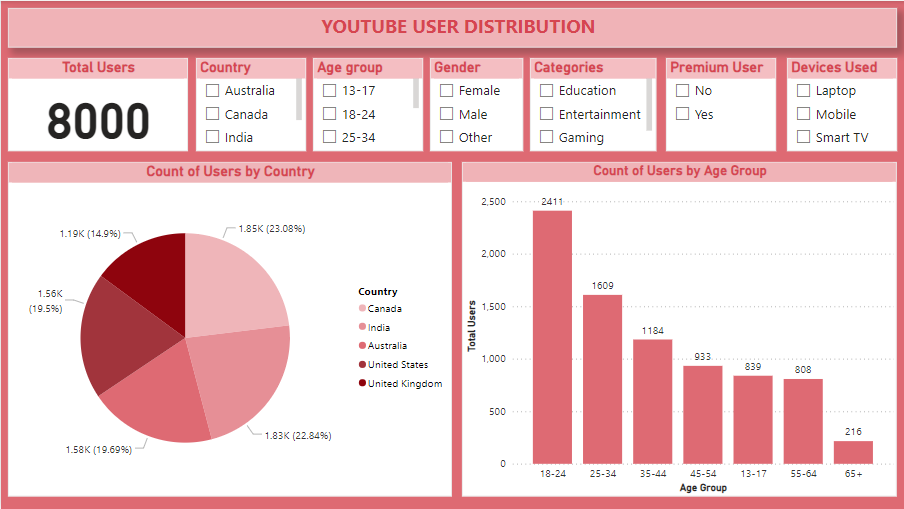 YOUTUBE USER DISTRIBUTION
Total Users
8000
Country
Australia
Canada
India
Age group
13-17
18-24
25-34
Gender
Female
Male
Other
Categories
Education
Entertainment
Gaming
Premium User
No
Yes
Devices Used
Laptop
Mobile
Smart TV
Count of Users by Country
1.85K (23.08%)
1.83K (22.84%)
1.58K (19.69%)
1.56K
(19.5%)
1.19K (14.9%)
Country
Canada
India
Australia
United States
United Kingdom
Count of Users by Age Group
Total Users
2,500
2,000
1,500
1,000
500
0
2411
1609
1184
933
839
808
216
18-24
25-34
35-44
45-54
13-17
55-64
65+
Age Group